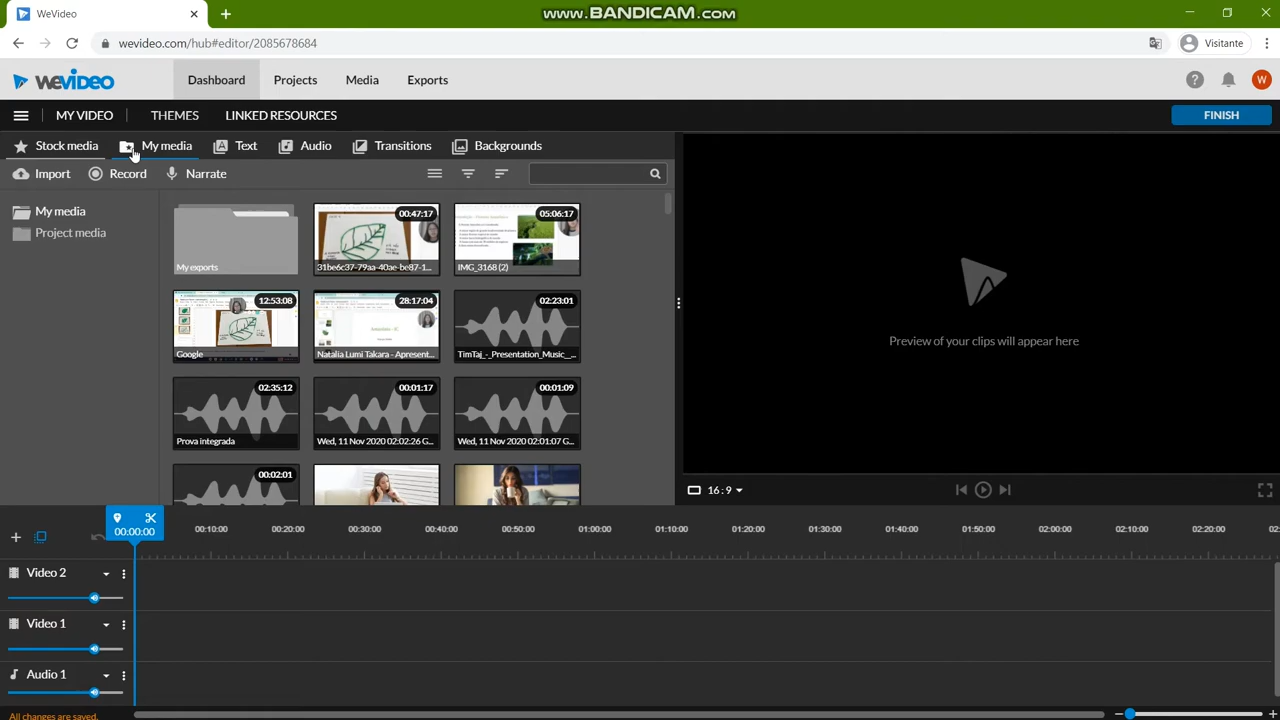 WeVideo
www.BANDICAM.com
wevideo.com/hub#editor/2085678684
Visitante
wevideo
Dashboard
Projects
Media
Exports
W
MY VIDEO
THEMES
LINKED RESOURCES
FINISH
Stock media
My media
Text
Audio
Transitions
Backgrounds
Import
Record
Narrate
My media
Project media
My exports
00:47:17
31be6c37-79aa-40ae-be87-1...
05:06:17
IMG_3168 (2)
12:53:08
Google
28:17:04
Natalia Lumi Takara - Apresent...
02:23:01
TimTaj_-_Presentation_Music_...
02:35:12
Prova integrada
00:01:17
Wed, 11 Nov 2020 02:02:26 G...
00:01:09
Wed, 11 Nov 2020 02:01:07 G...
00:02:01
Preview of your clips will appear here
16:9
00:00:00
00:10:00
00:20:00
00:30:00
00:40:00
00:50:00
01:00:00
01:10:00
01:20:00
01:30:00
01:40:00
01:50:00
02:00:00
02:10:00
02:20:00
Video 2
Video 1
Audio 1
All changes are saved.